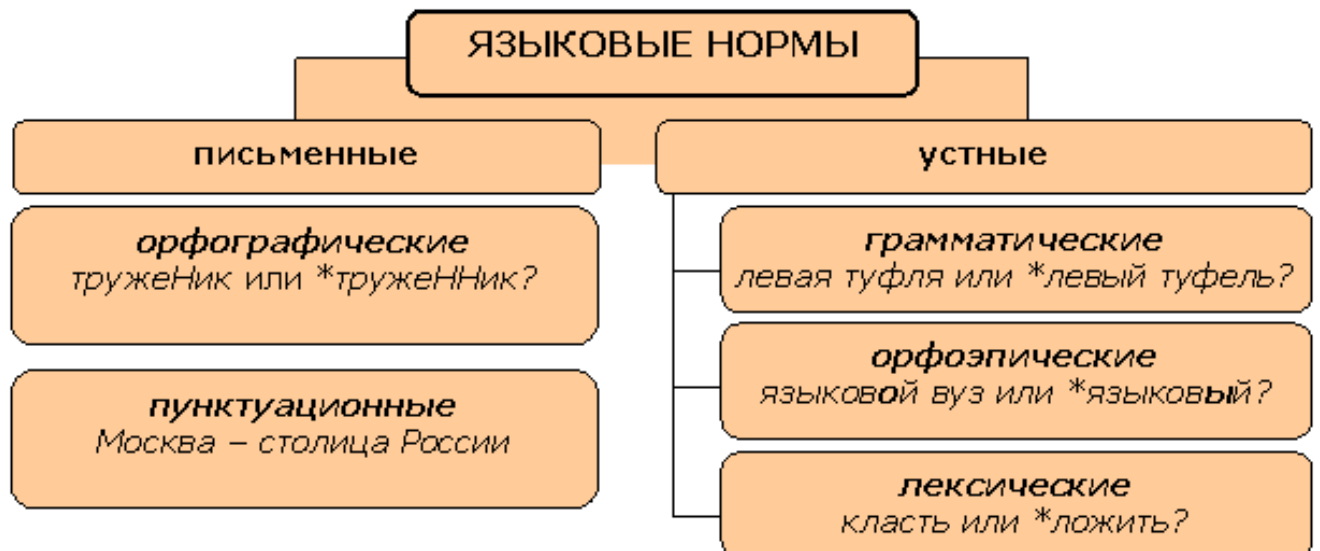 ЯЗЫКОВЫЕ НОРМЫ
письменные
орфографические
тружеНик или *тружеННик?
пунктуационные
Москва – столица России
устные
грамматические
левая туфля или *левый туфель?
орфоэпические
языковой вуз или *языковый?
лексические
класть или *ложить?